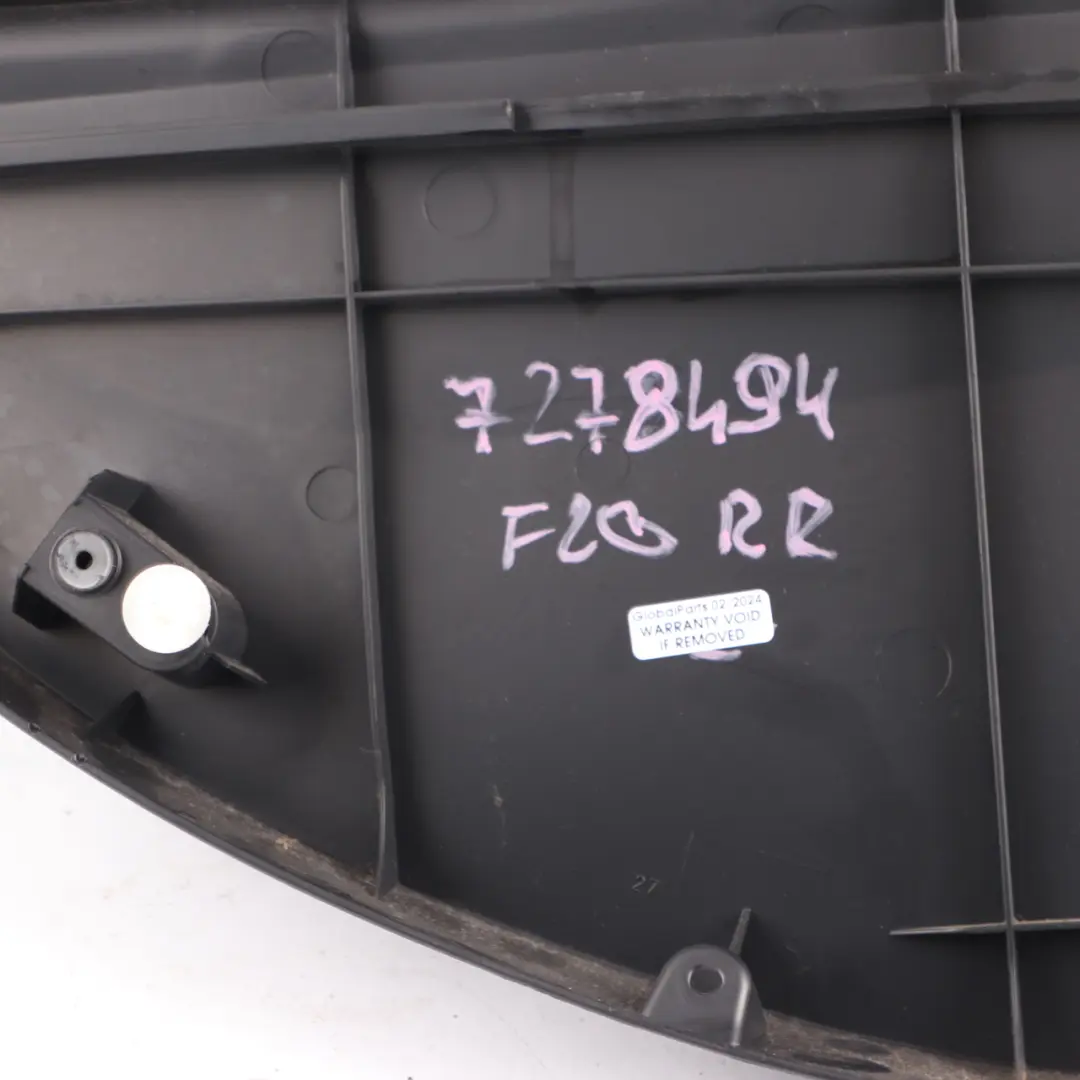 7278494
F20 RR
GlobalParts 02.2024
WARRANTY VOID
IF REMOVED
27